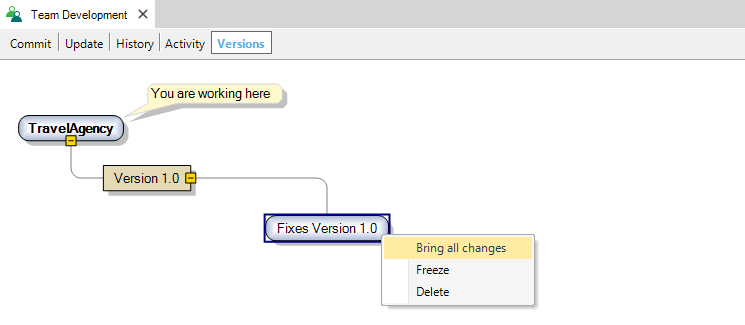 Team Development
Commit Update History Activity Versions
You are working here
TravelAgency
Version 1.0
Fixes Version 1.0
Bring all changes
Freeze
Delete